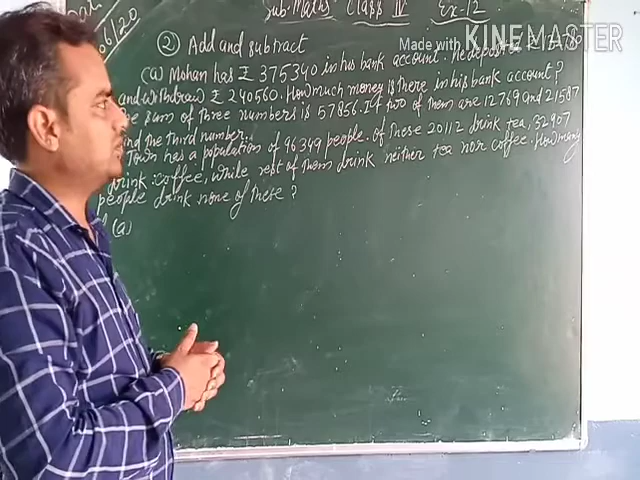 Sub-Maths Class IV Ex-12
06/20
Made with KINEMASTER
② Add and subtract
(a) Mohan has ₹ 375340 in his bank account. He deposited
and withdraw ₹ 240560. How much money is there in his bank account?
sum of three numbers is 57856. If two of them are 12769 and 21587
the third number.
Town has a population of 96349 people. of these 20112 drink tea, 32907
drink coffee, while rest of them drink neither tea nor coffee. How many
people drink none of these?
(a)